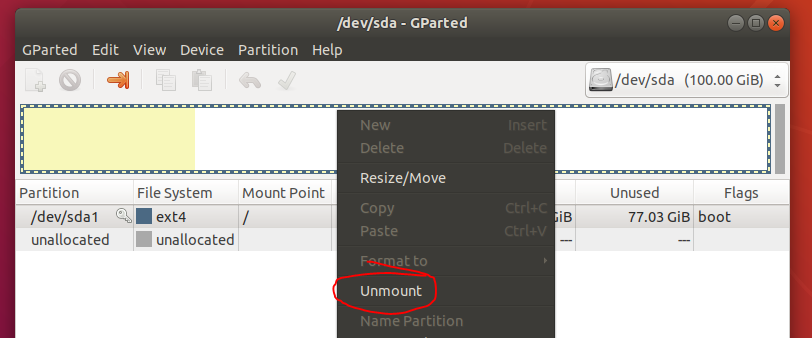 /dev/sda - GParted
GParted Edit View Device Partition Help
/dev/sda (100.00 GiB)
New Insert
Delete Delete
Resize/Move
Copy Ctrl+C
Paste Ctrl+V
Format to
Unmount
Name Partition
Partition File System Mount Point Unused Flags
/dev/sda1 ext4 / GiB 77.03 GiB boot
unallocated unallocated --- ---